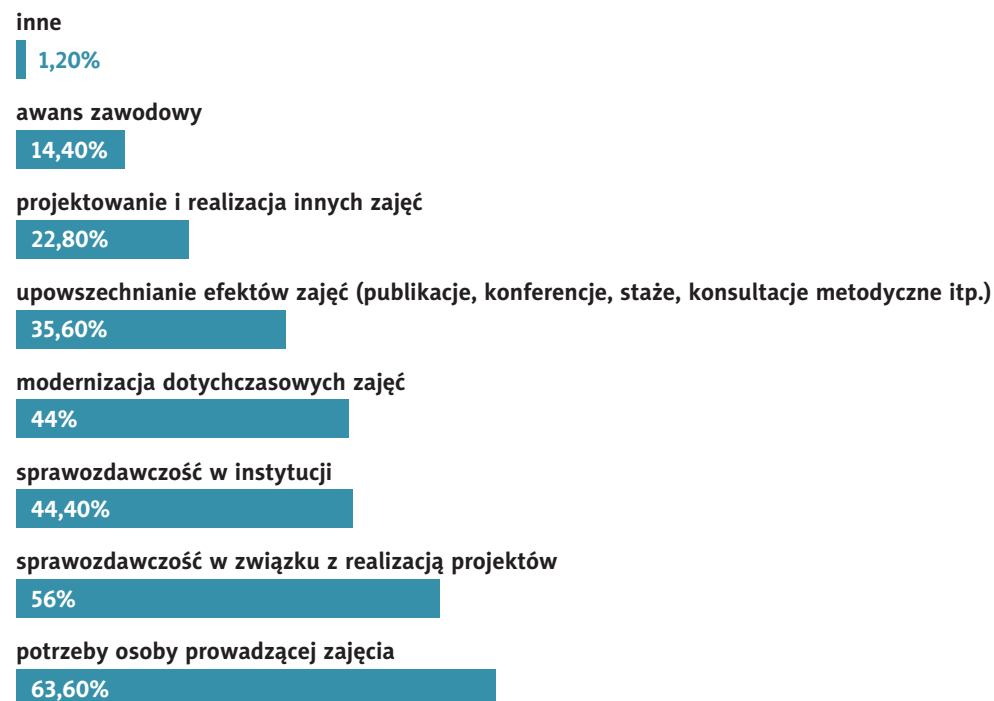 inne
1,20%
awans zawodowy
14,40%
projektowanie i realizacja innych zajęć
22,80%
upowszechnianie efektów zajęć (publikacje, konferencje, staże, konsultacje metodyczne itp.)
35,60%
modernizacja dotychczasowych zajęć
44%
sprawozdawczość w instytucji
44,40%
sprawozdawczość w związku z realizacją projektów
56%
potrzeby osoby prowadzącej zajęcia
63,60%